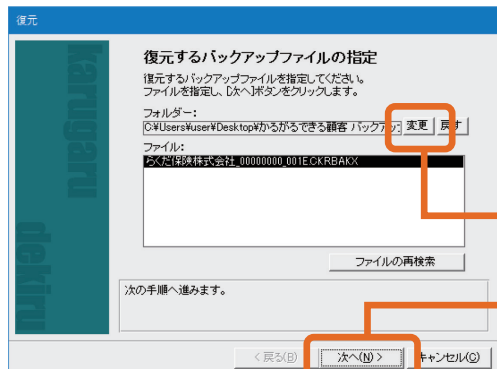 復元
karugaru
dekiru
復元するバックアップファイルの指定
復元するバックアップファイルを指定してください。
ファイルを指定し、[次へ]ボタンをクリックします。
フォルダー:
C:¥Users¥user¥Desktop¥かるがるできる顧客 バックアッ 変更 戻す
ファイル:
らくだ保険株式会社_00000000_001E.CKRBAKX
ファイルの再検索
次の手順へ進みます。
< 戻る(B) 次へ(N) > キャンセル(C)